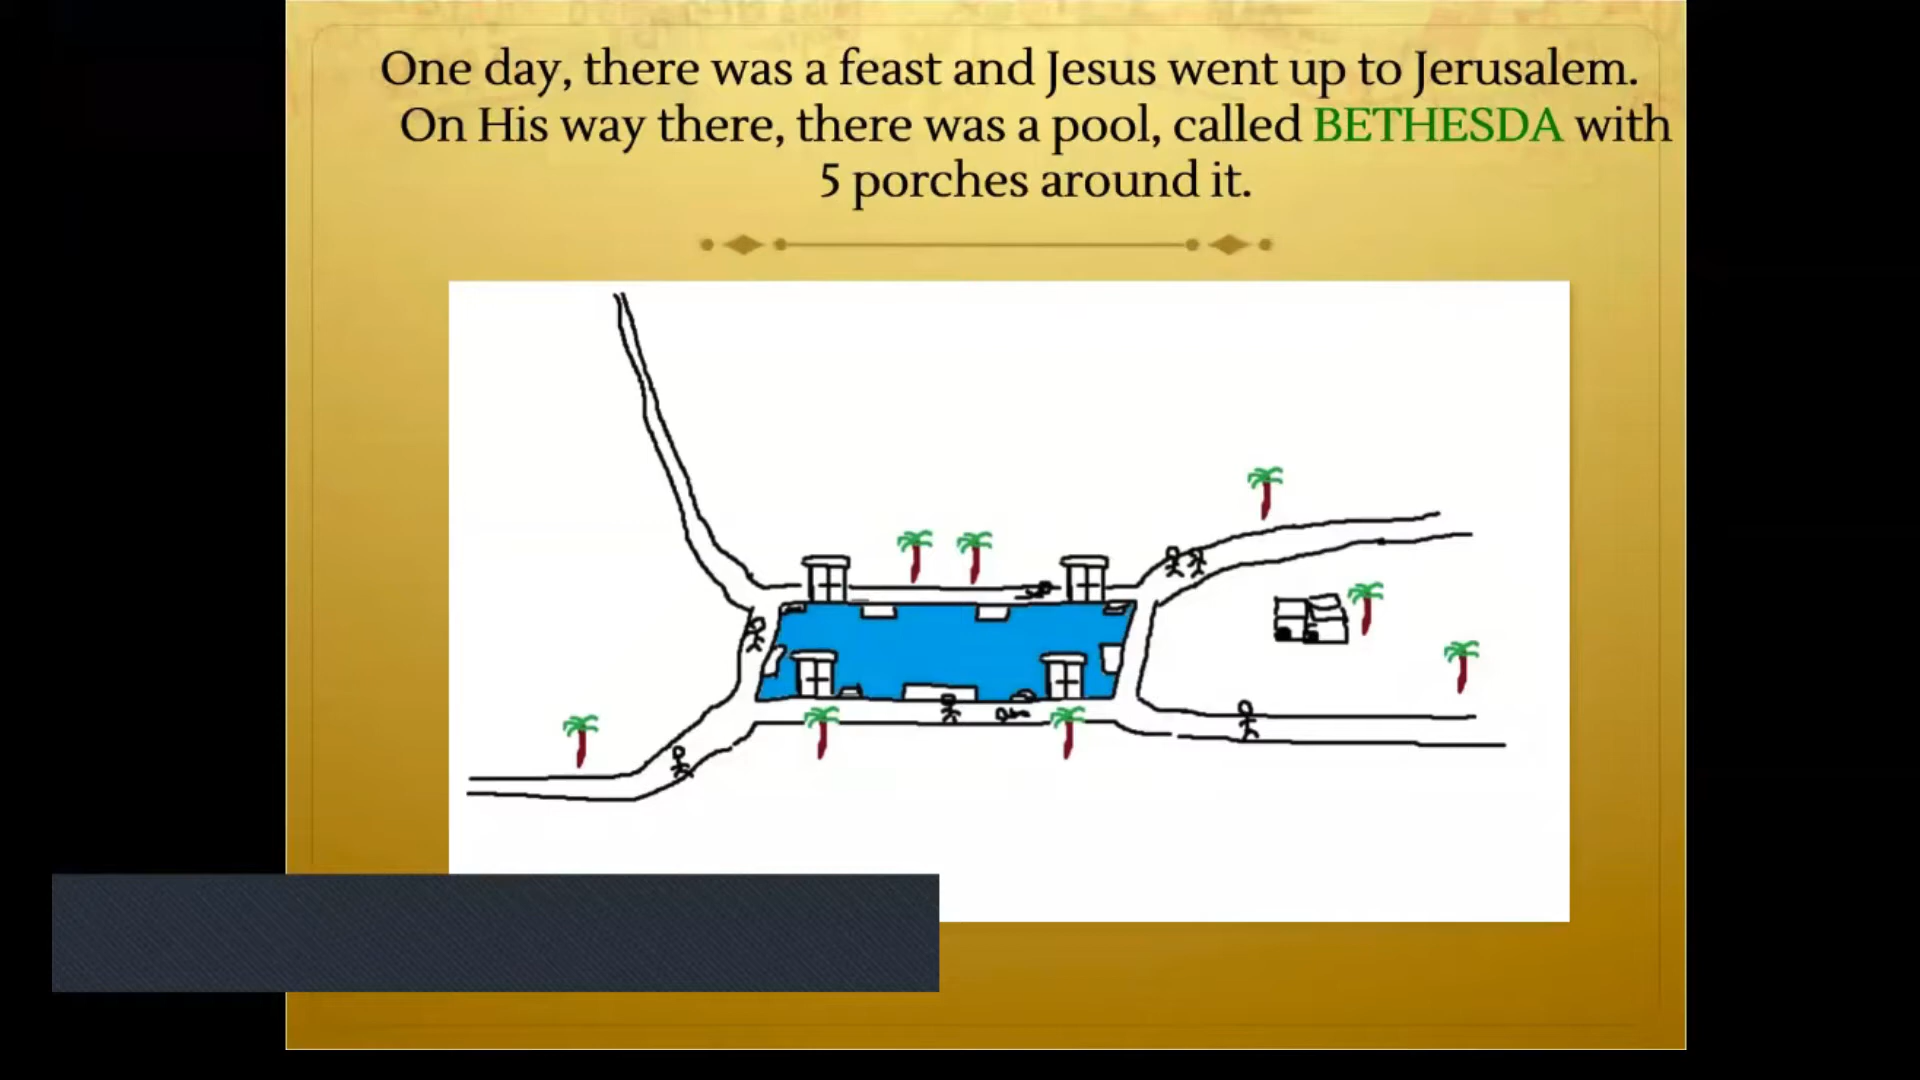 One day, there was a feast and Jesus went up to Jerusalem.
On His way there, there was a pool, called BETHESDA with
5 porches around it.